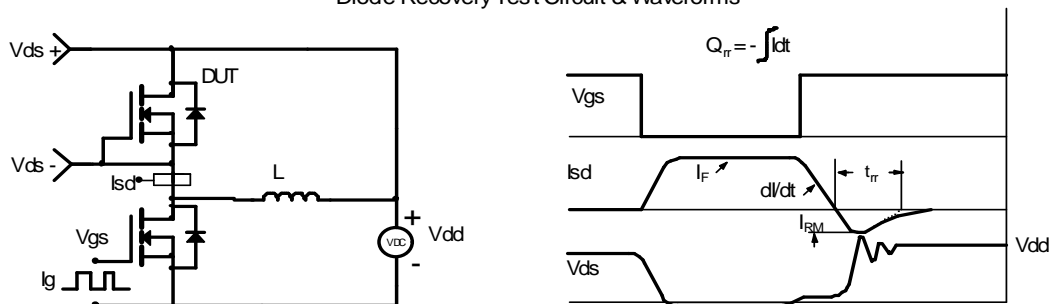 Diode Recovery Test Circuit & Waveforms
Vds +
DUT
Vds -
Isd
L
Vgs
Ig
+
VDC
-
Vdd
Qrr = - ∫Idt
Vgs
Isd
IF
dI/dt
trr
IRM
Vdd
Vds